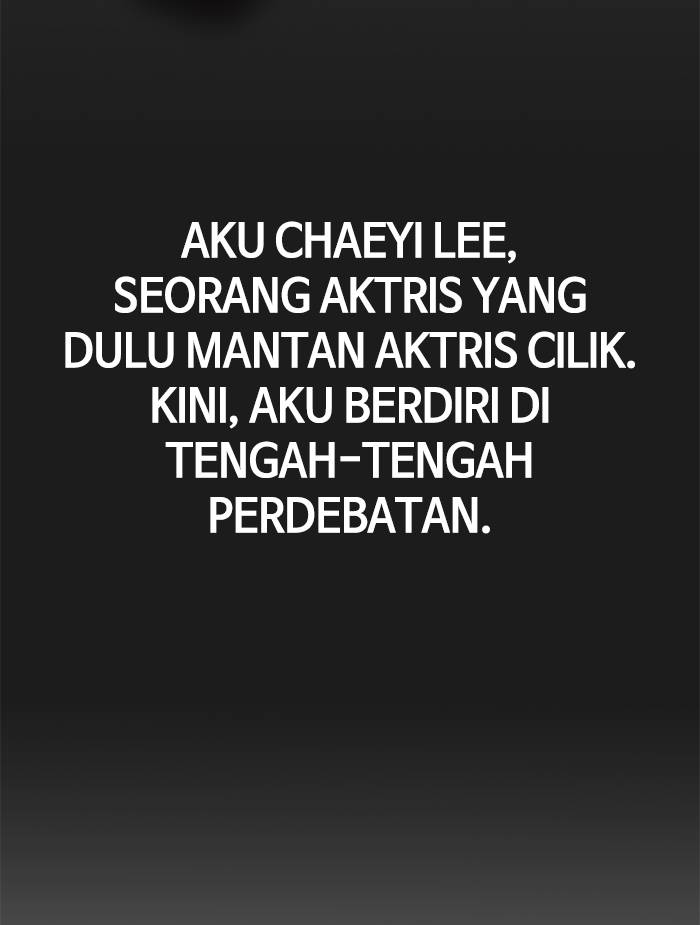 AKU CHAEYI LEE,
SEORANG AKTRIS YANG
DULU MANTAN AKTRIS CILIK.
KINI, AKU BERDIRI DI
TENGAH-TENGAH
PERDEBATAN.